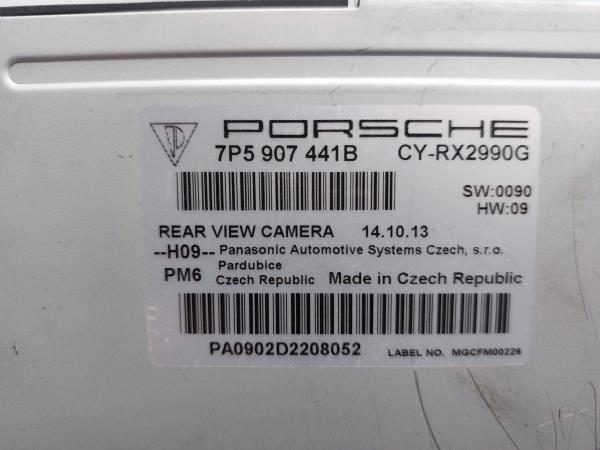 PORSCHE
7P5 907 441B CY-RX2990G
SW:0090
HW:09
REAR VIEW CAMERA 14.10.13
--H09-- Panasonic Automotive Systems Czech, s.r.o.
Pardubice
PM6 Czech Republic Made in Czech Republic
PA0902D2208052 LABEL NO. MGCFM00226